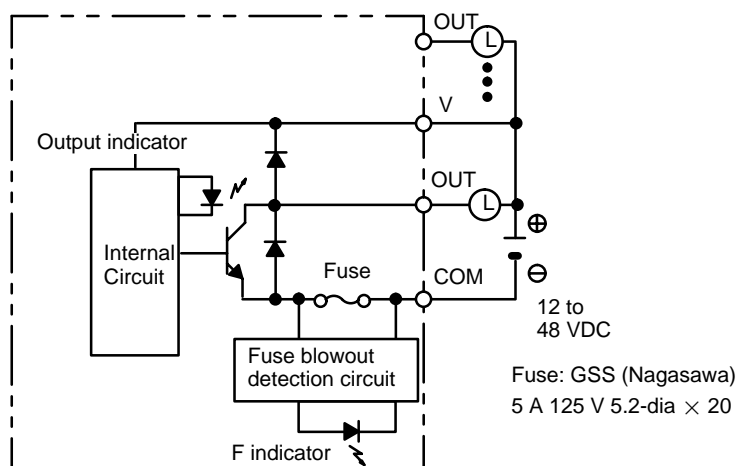 OUT
L
V
Output indicator
OUT
L
Internal
Circuit
Fuse
COM
12 to
48 VDC
Fuse blowout
detection circuit
Fuse: GSS (Nagasawa)
5 A 125 V 5.2-dia × 20
F indicator